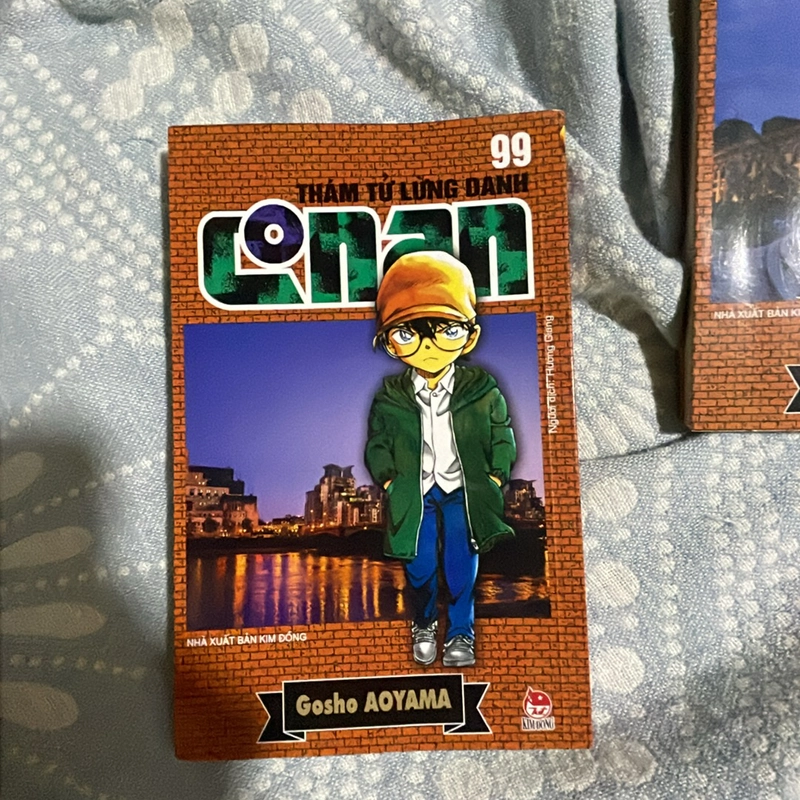 99
THÁM TỬ LỪNG DANH
Conan
Người dịch: Hương Giang
NHÀ XUẤT BẢN KIM ĐỒNG
Gosho AOYAMA
KIM ĐỒNG
NHÀ XUẤT BẢN